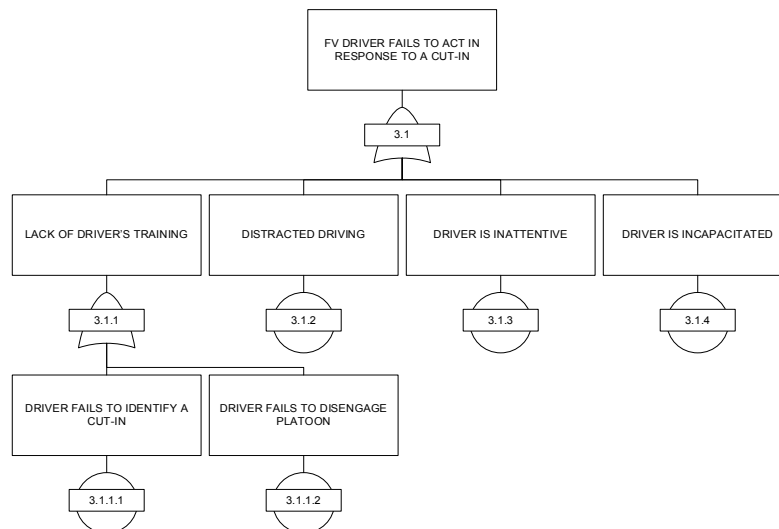 FV DRIVER FAILS TO ACT IN
RESPONSE TO A CUT-IN
3.1
LACK OF DRIVER'S TRAINING
DISTRACTED DRIVING
DRIVER IS INATTENTIVE
DRIVER IS INCAPACITATED
3.1.1
3.1.2
3.1.3
3.1.4
DRIVER FAILS TO IDENTIFY A
CUT-IN
DRIVER FAILS TO DISENGAGE
PLATOON
3.1.1.1
3.1.1.2